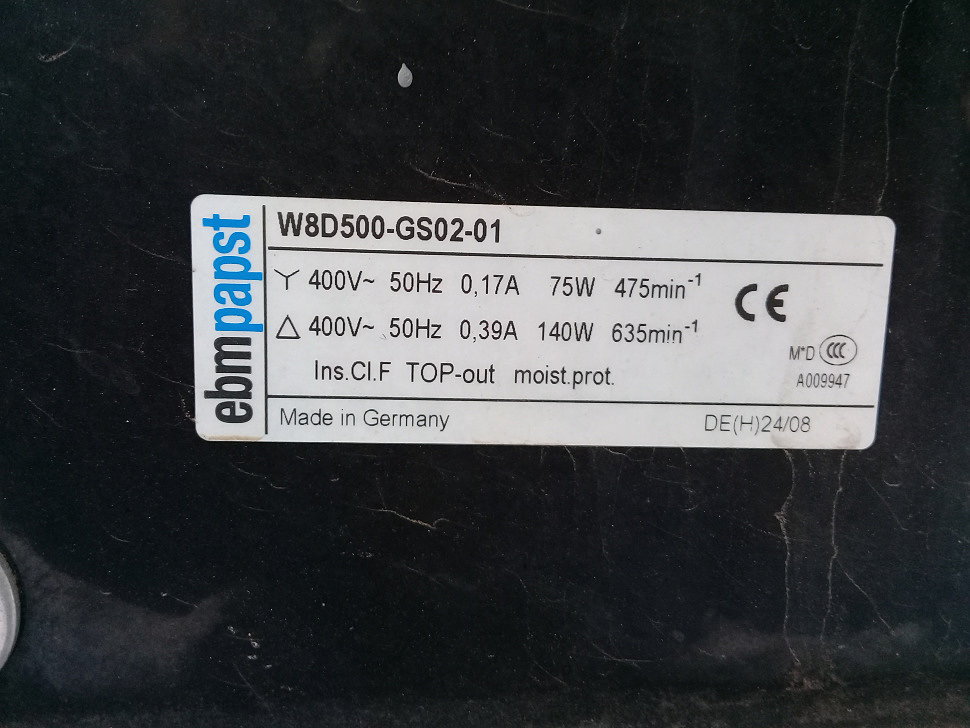 ebmpapst
W8D500-GS02-01
Y 400V~ 50Hz 0,17A 75W 475min-1
△ 400V~ 50Hz 0,39A 140W 635min-1
CE
Ins.Cl.F TOP-out moist.prot.
M*D CCC
A009947
Made in Germany DE(H)24/08